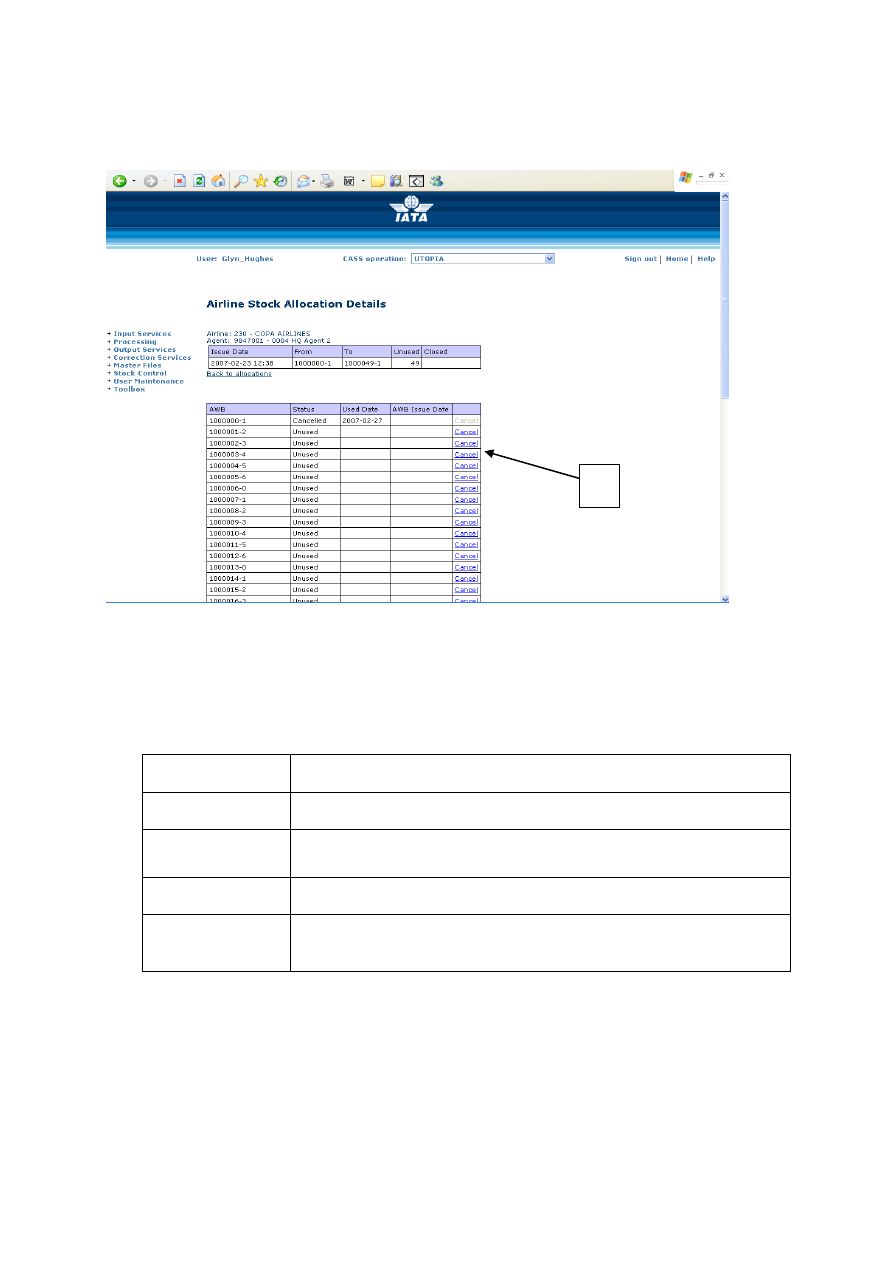 IATA
User: Glyn_Hughes CASS operation: UTOPIA Sign out | Home | Help
Airline Stock Allocation Details
Input Services
Processing
Output Services
Correction Services
Master Files
Stock Control
User Maintenance
Toolbox
Airline: 230 - COPA AIRLINES
Agent: 9847001 - 0004 HQ Agent 2
Issue Date From To Unused Closed
2007-02-23 12:38 1000000-1 1000049-1 49
Back to allocations
AWB Status Used Date AWB Issue Date
1000000-1 Cancelled 2007-02-27 Cancel
1000001-2 Unused Cancel
1000002-3 Unused Cancel
1000003-4 Unused Cancel
1000004-5 Unused Cancel
1000005-6 Unused Cancel
1000006-0 Unused Cancel
1000007-1 Unused Cancel
1000008-2 Unused Cancel
1000009-3 Unused Cancel
1000010-4 Unused Cancel
1000011-5 Unused Cancel
1000012-6 Unused Cancel
1000013-0 Unused Cancel
1000014-1 Unused Cancel
1000015-2 Unused Cancel
1000016-3 Unused Cancel